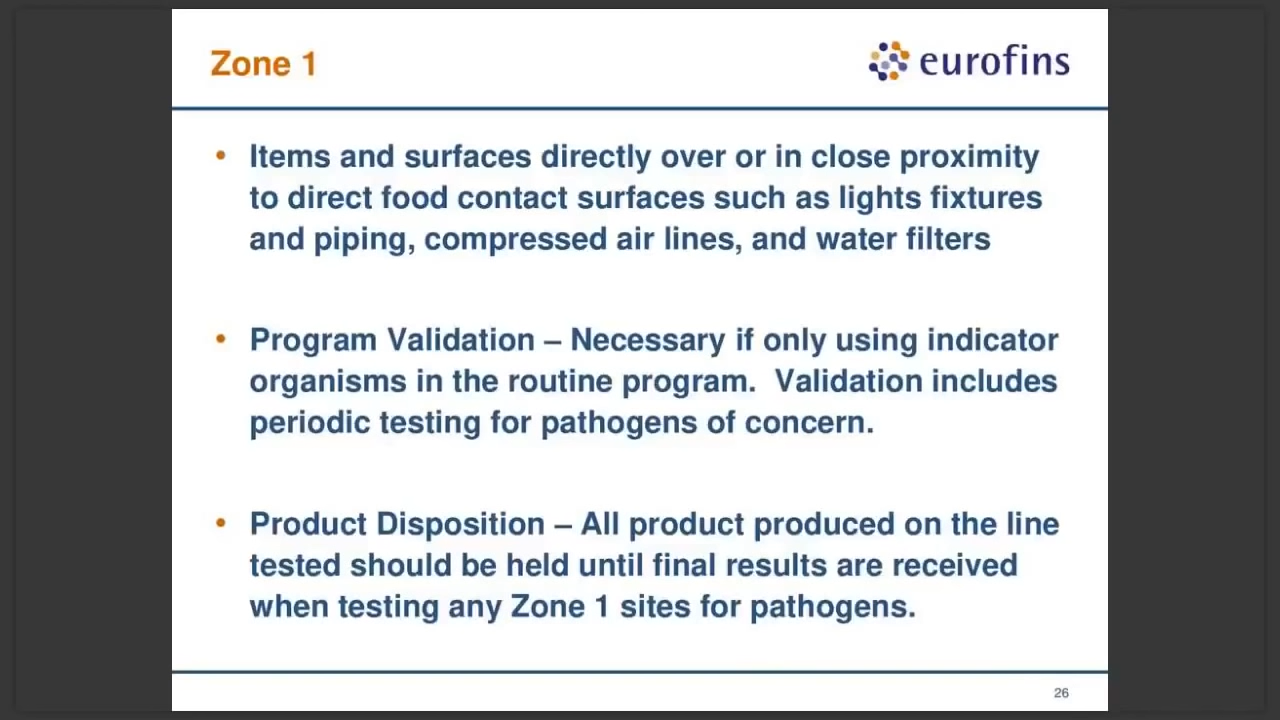 Zone 1
eurofins
• Items and surfaces directly over or in close proximity
to direct food contact surfaces such as lights fixtures
and piping, compressed air lines, and water filters
• Program Validation – Necessary if only using indicator
organisms in the routine program.  Validation includes
periodic testing for pathogens of concern.
• Product Disposition – All product produced on the line
tested should be held until final results are received
when testing any Zone 1 sites for pathogens.
26